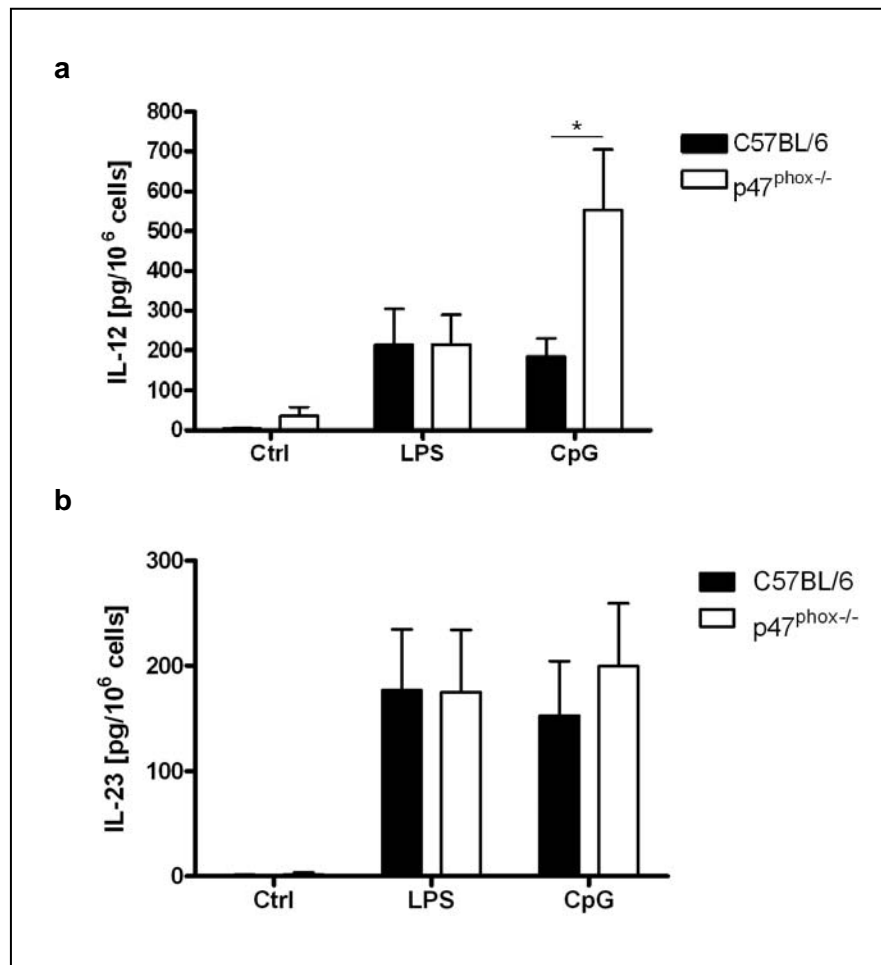 a
IL-12 [pg/10⁶ cells]
800
700
600
500
400
300
200
100
0
*
C57BL/6
p47phox-/-
Ctrl
LPS
CpG
b
IL-23 [pg/10⁶ cells]
300
200
100
0
C57BL/6
p47phox-/-
Ctrl
LPS
CpG